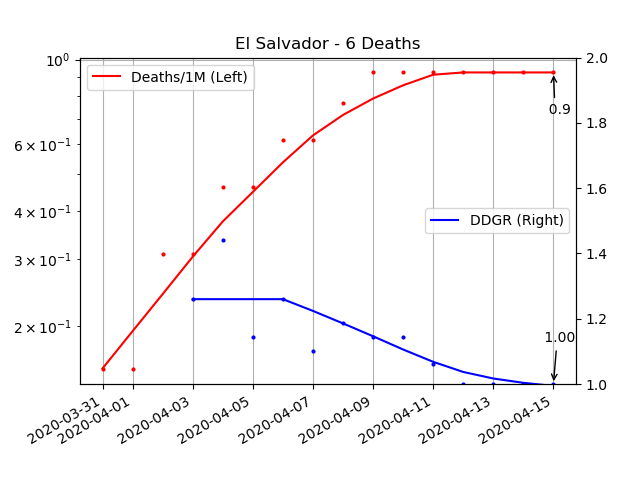 El Salvador - 6 Deaths
10⁰
6 × 10⁻¹
4 × 10⁻¹
3 × 10⁻¹
2 × 10⁻¹
Deaths/1M (Left)
DDGR (Right)
0.9
1.00
2.0
1.8
1.6
1.4
1.2
1.0
2020-03-31
2020-04-01
2020-04-03
2020-04-05
2020-04-07
2020-04-09
2020-04-11
2020-04-13
2020-04-15